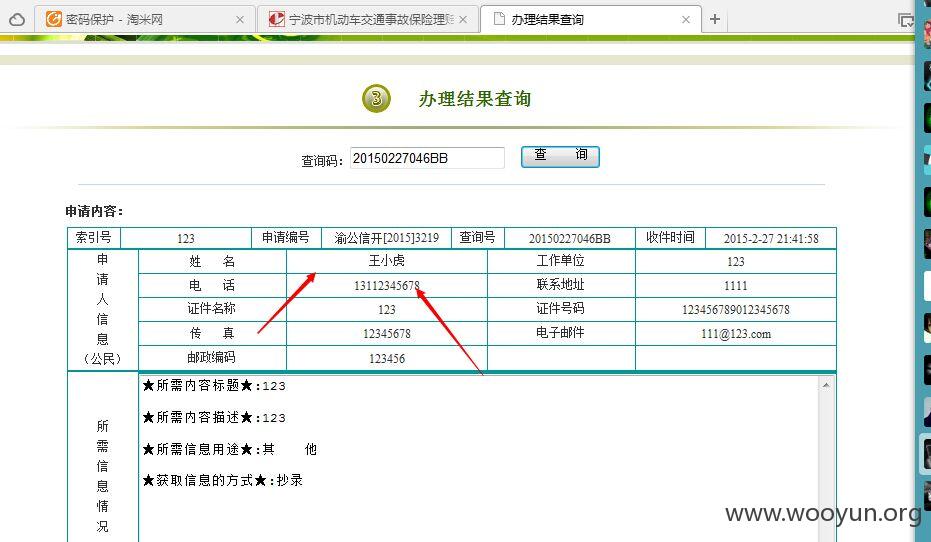 密码保护 - 淘米网
宁波市机动车交通事故保险理
办理结果查询
3 办理结果查询
查询码: 20150227046BB 查 询
申请内容：
索引号 123 申请编号 渝公信开[2015]3219 查询号 20150227046BB 收件时间 2015-2-27 21:41:58
申请人信息（公民）
姓 名 王小虎 工作单位 123
电 话 13112345678 联系地址 1111
证件名称 123 证件号码 123456789012345678
传 真 12345678 电子邮件 111@123.com
邮政编码 123456
所需信息情况
★所需内容标题★:123
★所需内容描述★:123
★所需信息用途★:其 他
★获取信息的方式★:抄录
www.wooyun.org